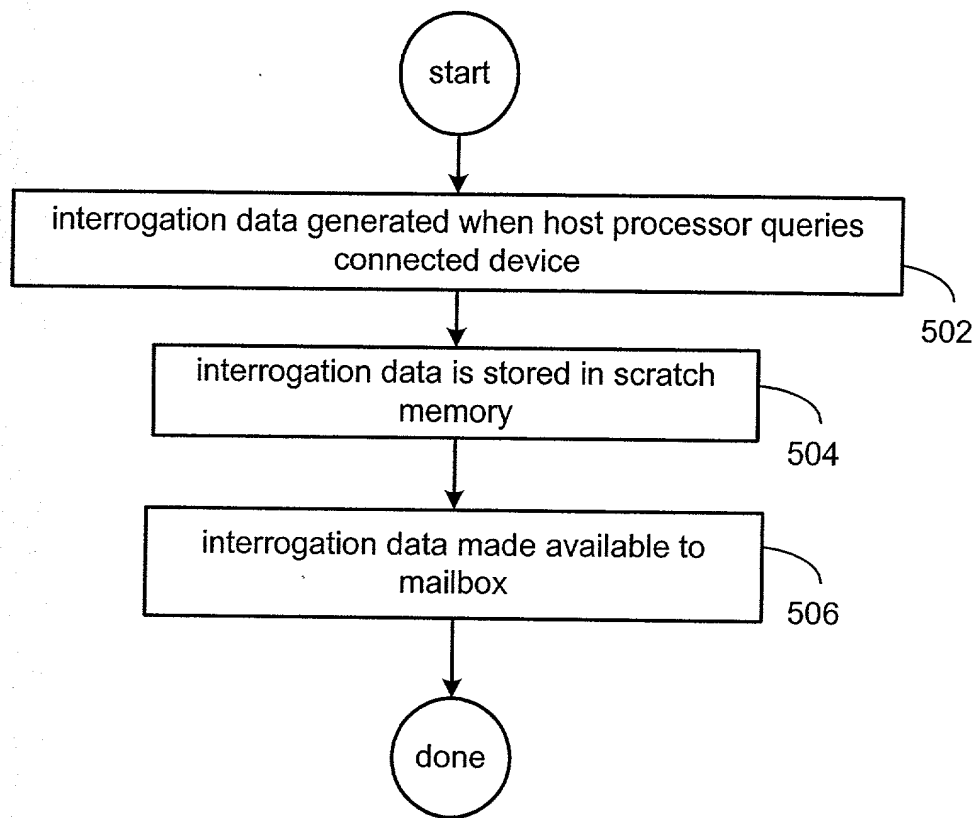 start
interrogation data generated when host processor queries
connected device
502
interrogation data is stored in scratch
memory
504
interrogation data made available to
mailbox
506
done